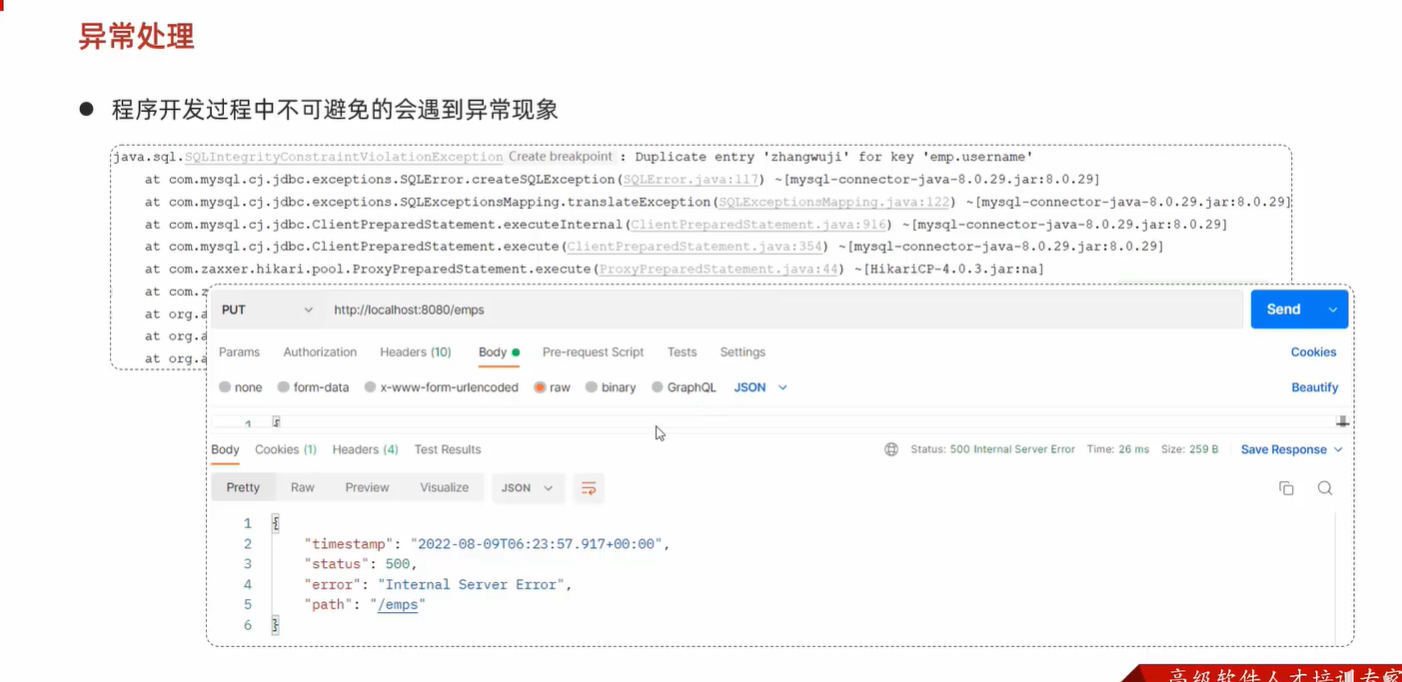 异常处理
● 程序开发过程中不可避免的会遇到异常现象
java.sql.SQLIntegrityConstraintViolationException Create breakpoint : Duplicate entry 'zhangwuji' for key 'emp.username'
at com.mysql.cj.jdbc.exceptions.SQLError.createSQLException(SQLError.java:117) ~[mysql-connector-java-8.0.29.jar:8.0.29]
at com.mysql.cj.jdbc.exceptions.SQLExceptionsMapping.translateException(SQLExceptionsMapping.java:122) ~[mysql-connector-java-8.0.29.jar:8.0.29]
at com.mysql.cj.jdbc.ClientPreparedStatement.executeInternal(ClientPreparedStatement.java:916) ~[mysql-connector-java-8.0.29.jar:8.0.29]
at com.mysql.cj.jdbc.ClientPreparedStatement.execute(ClientPreparedStatement.java:354) ~[mysql-connector-java-8.0.29.jar:8.0.29]
at com.zaxxer.hikari.pool.ProxyPreparedStatement.execute(ProxyPreparedStatement.java:44) ~[HikariCP-4.0.3.jar:na]
at com.z
at org.a
at org.a
at org.a
PUT http://localhost:8080/emps Send
Params Authorization Headers (10) Body Pre-request Script Tests Settings Cookies
none form-data x-www-form-urlencoded raw binary GraphQL JSON Beautify
1 {
Body Cookies (1) Headers (4) Test Results Status: 500 Internal Server Error Time: 26 ms Size: 259 B Save Response
Pretty Raw Preview Visualize JSON
1 {
2 "timestamp": "2022-08-09T06:23:57.917+00:00",
3 "status": 500,
4 "error": "Internal Server Error",
5 "path": "/emps"
6 }
高级软件人才培训专家